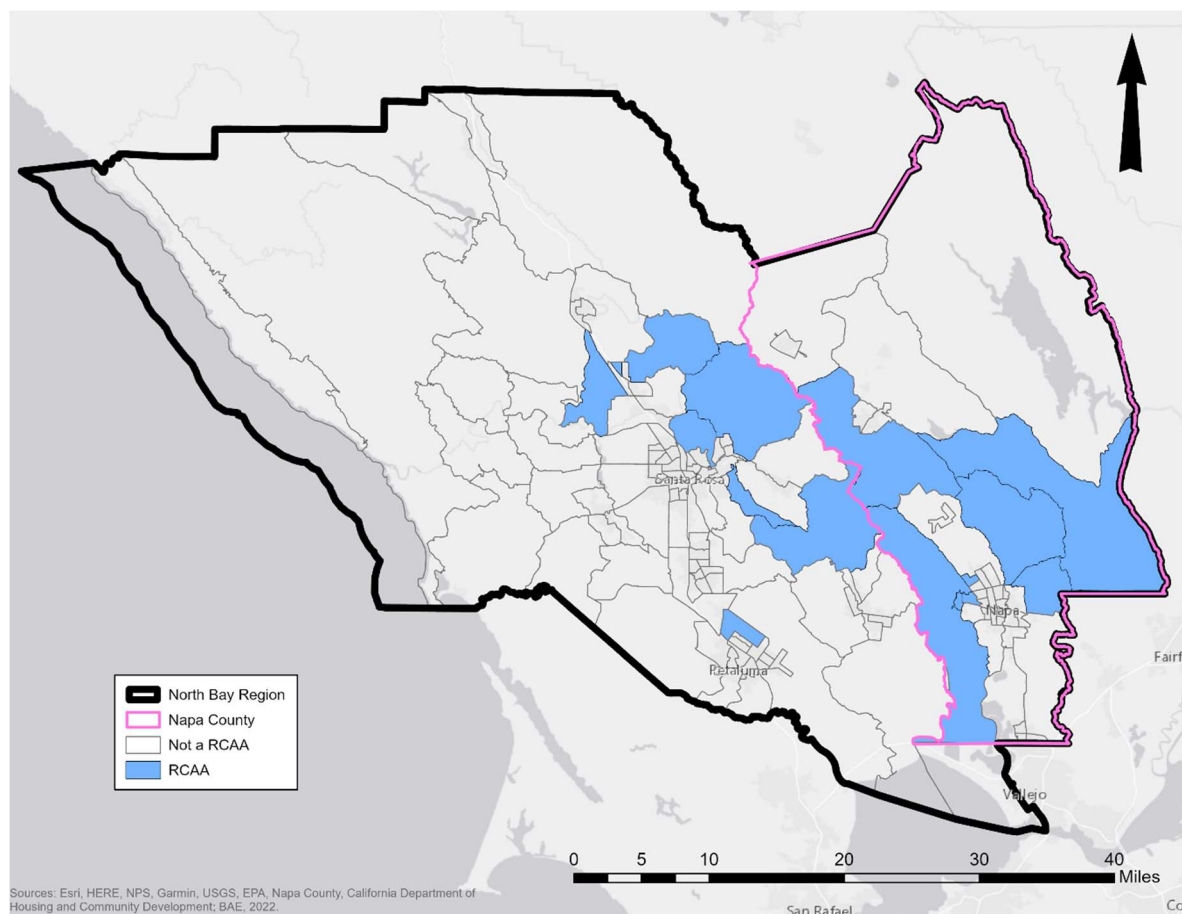 Santa Rosa
Napa
Petaluma
Fairf
Vallejo
San Rafael
Co
North Bay Region
Napa County
Not a RCAA
RCAA
0 5 10 20 30 40
Miles
Sources: Esri, HERE, NPS, Garmin, USGS, EPA, Napa County, California Department of
Housing and Community Development; BAE, 2022.